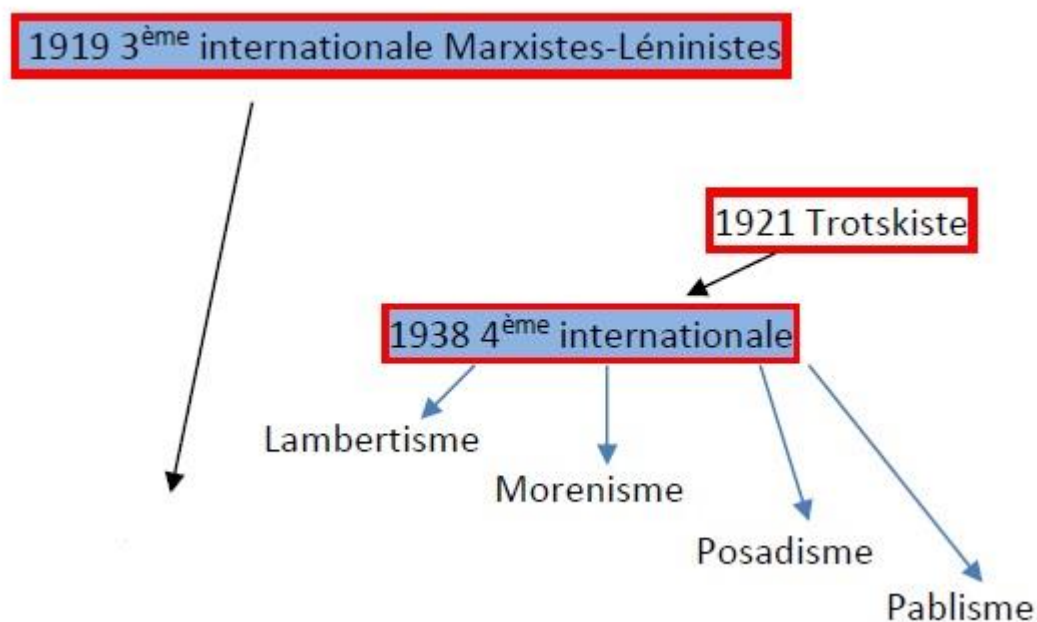 1919 3ème internationale Marxistes-Léninistes
1921 Trotskiste
1938 4ème internationale
Lambertisme
Morenisme
Posadisme
Pablisme